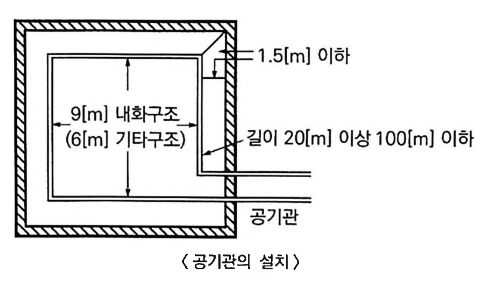 1.5[m] 이하
9[m] 내화구조
(6[m] 기타구조)
길이 20[m] 이상 100[m] 이하
공기관
〈 공기관의 설치 〉